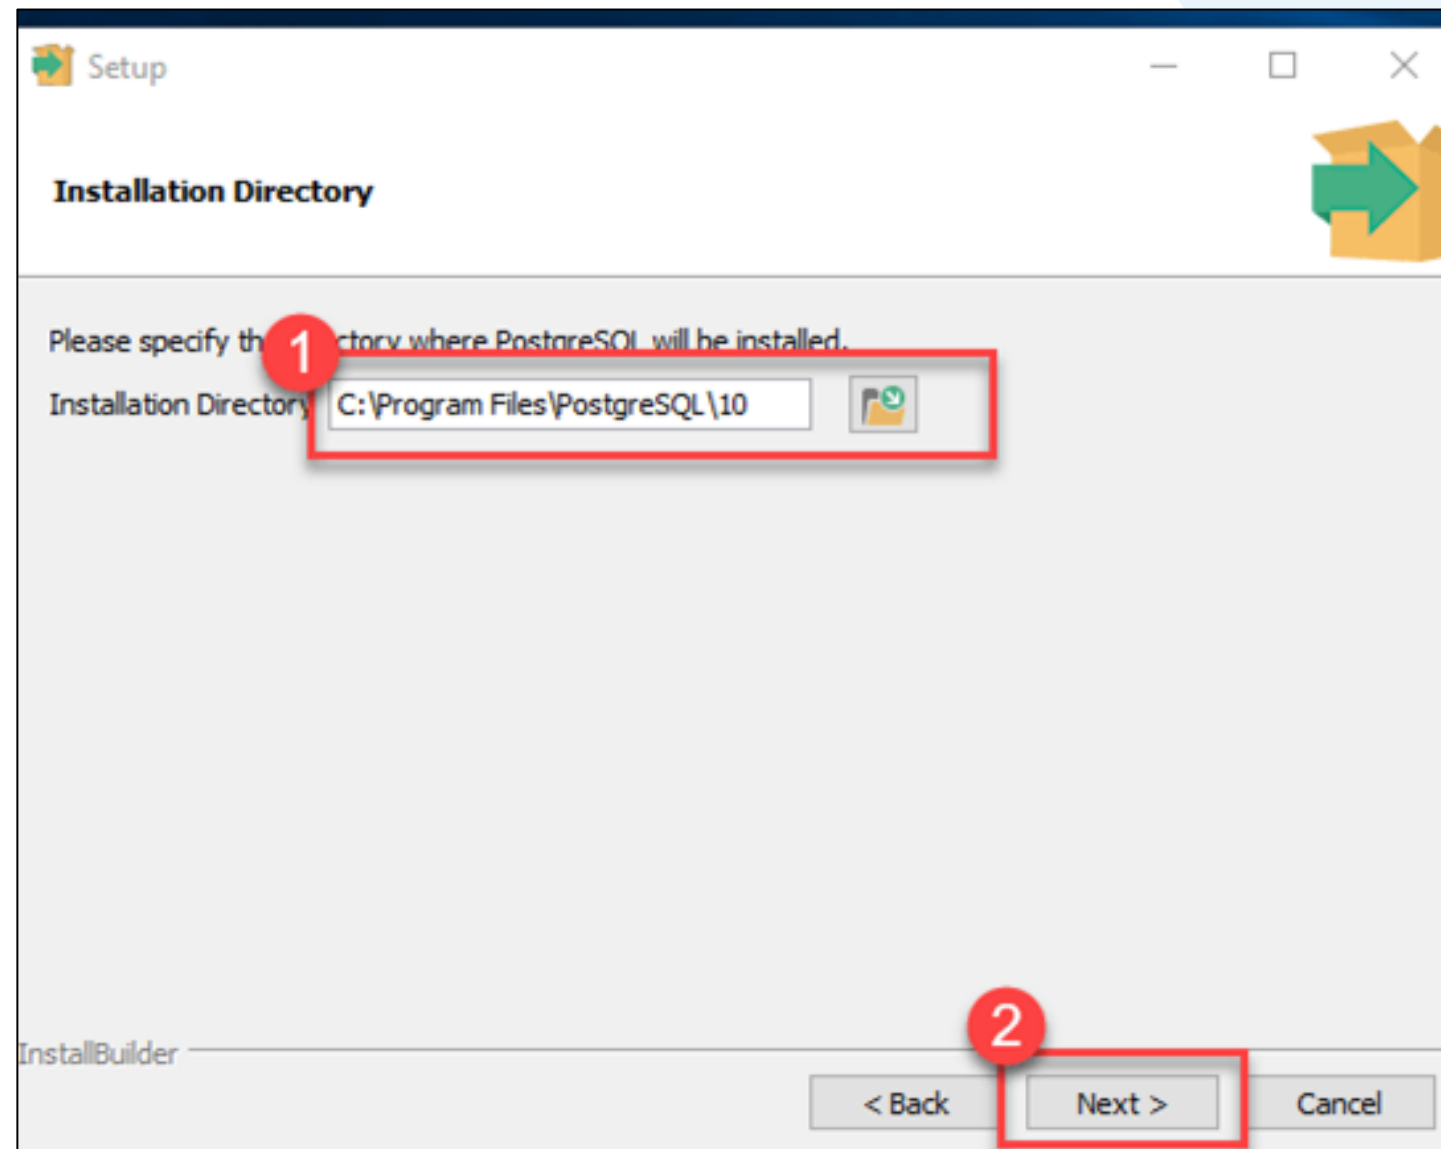 Setup
Installation Directory
1
Please specify th ctory where PostgreSQL will be installed.
Installation Directory C:\Program Files\PostgreSQL\10
2
InstallBuilder
< Back Next > Cancel